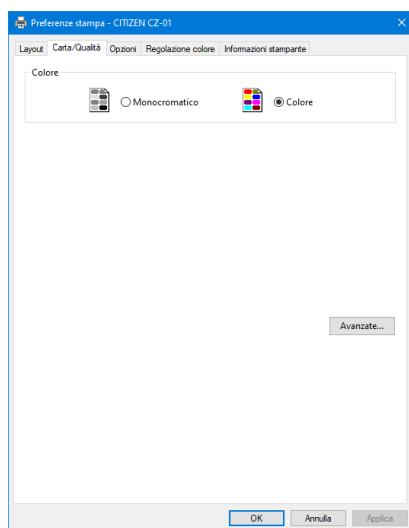 Preferenze stampa - CITIZEN CZ-01
Layout Carta/Qualità Opzioni Regolazione colore Informazioni stampante
Colore
Monocromatico Colore
Avanzate...
OK Annulla Applica